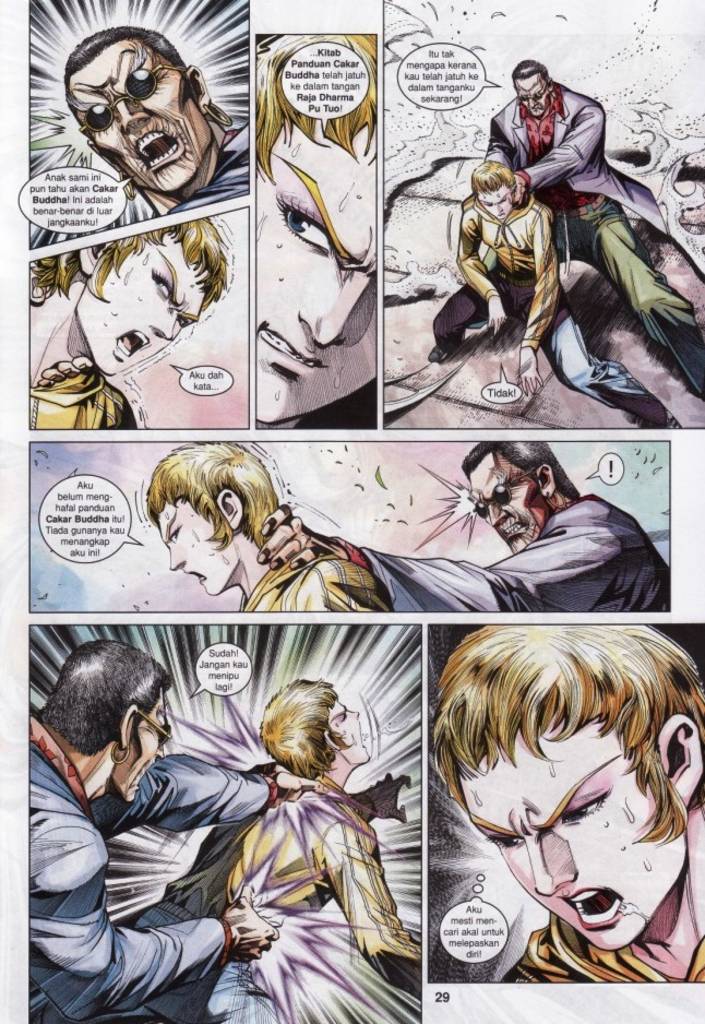 Anak sami ini
pun tahu akan Cakar
Buddha! Ini adalah
benar-benar di luar
jangkaanku!
...Kitab
Panduan Cakar
Buddha telah jatuh
ke dalam tangan
Raja Dharma
Pu Tuo!
Itu tak
mengapa kerana
kau telah jatuh ke
dalam tanganku
sekarang!
Aku dah
kata...
Tidak!
Aku
belum meng-
hafal panduan
Cakar Buddha itu!
Tiada gunanya kau
menangkap
aku ini!
!
Sudah!
Jangan kau
menipu
lagi!
Aku
mesti men-
cari akal untuk
melepaskan
diri!
29